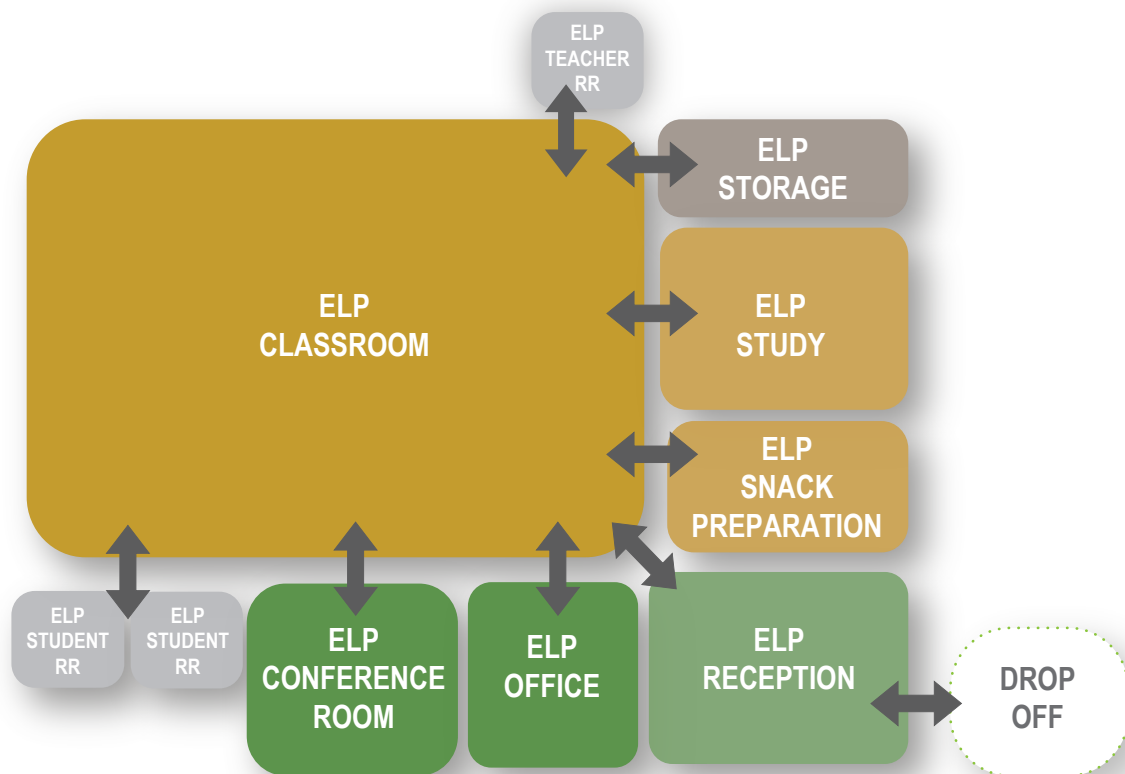 ELP
TEACHER
RR
ELP
STORAGE
ELP
CLASSROOM
ELP
STUDY
ELP
SNACK
PREPARATION
ELP
STUDENT
RR
ELP
STUDENT
RR
ELP
CONFERENCE
ROOM
ELP
OFFICE
ELP
RECEPTION
DROP
OFF